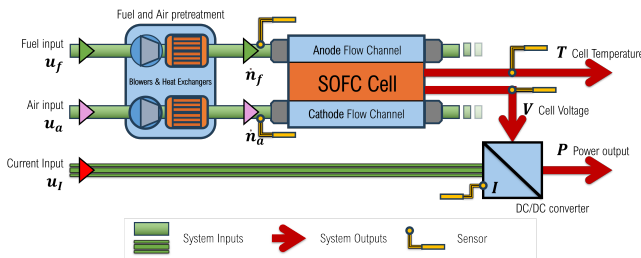 Fuel and Air pretreatment
Fuel input
u_f
ṅ_f
Anode Flow Channel
T Cell Temperature
Blowers & Heat Exchangers
SOFC Cell
Air input
u_a
ṅ_a
Cathode Flow Channel
V Cell Voltage
Current Input
u_I
P Power output
I
DC/DC converter
System Inputs
System Outputs
Sensor